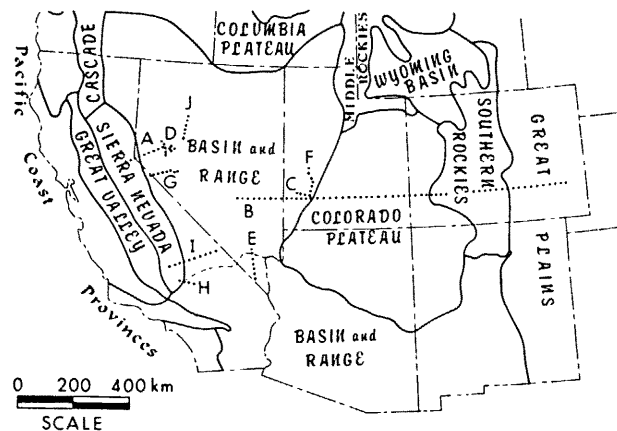 COLUMBIA
PLATEAU
CASCADE
MIDDLE
ROCKIES
WYOMING
BASIN
Pacific
Coast
Provinces
SIERRA NEVADA
GREAT VALLEY
J
A
D
G
BASIN and
RANGE
F
C
B
SOUTHERN
ROCKIES
GREAT
PLAINS
COLORADO
PLATEAU
E
I
H
BASIN and
RANGE
0 200 400 km
SCALE